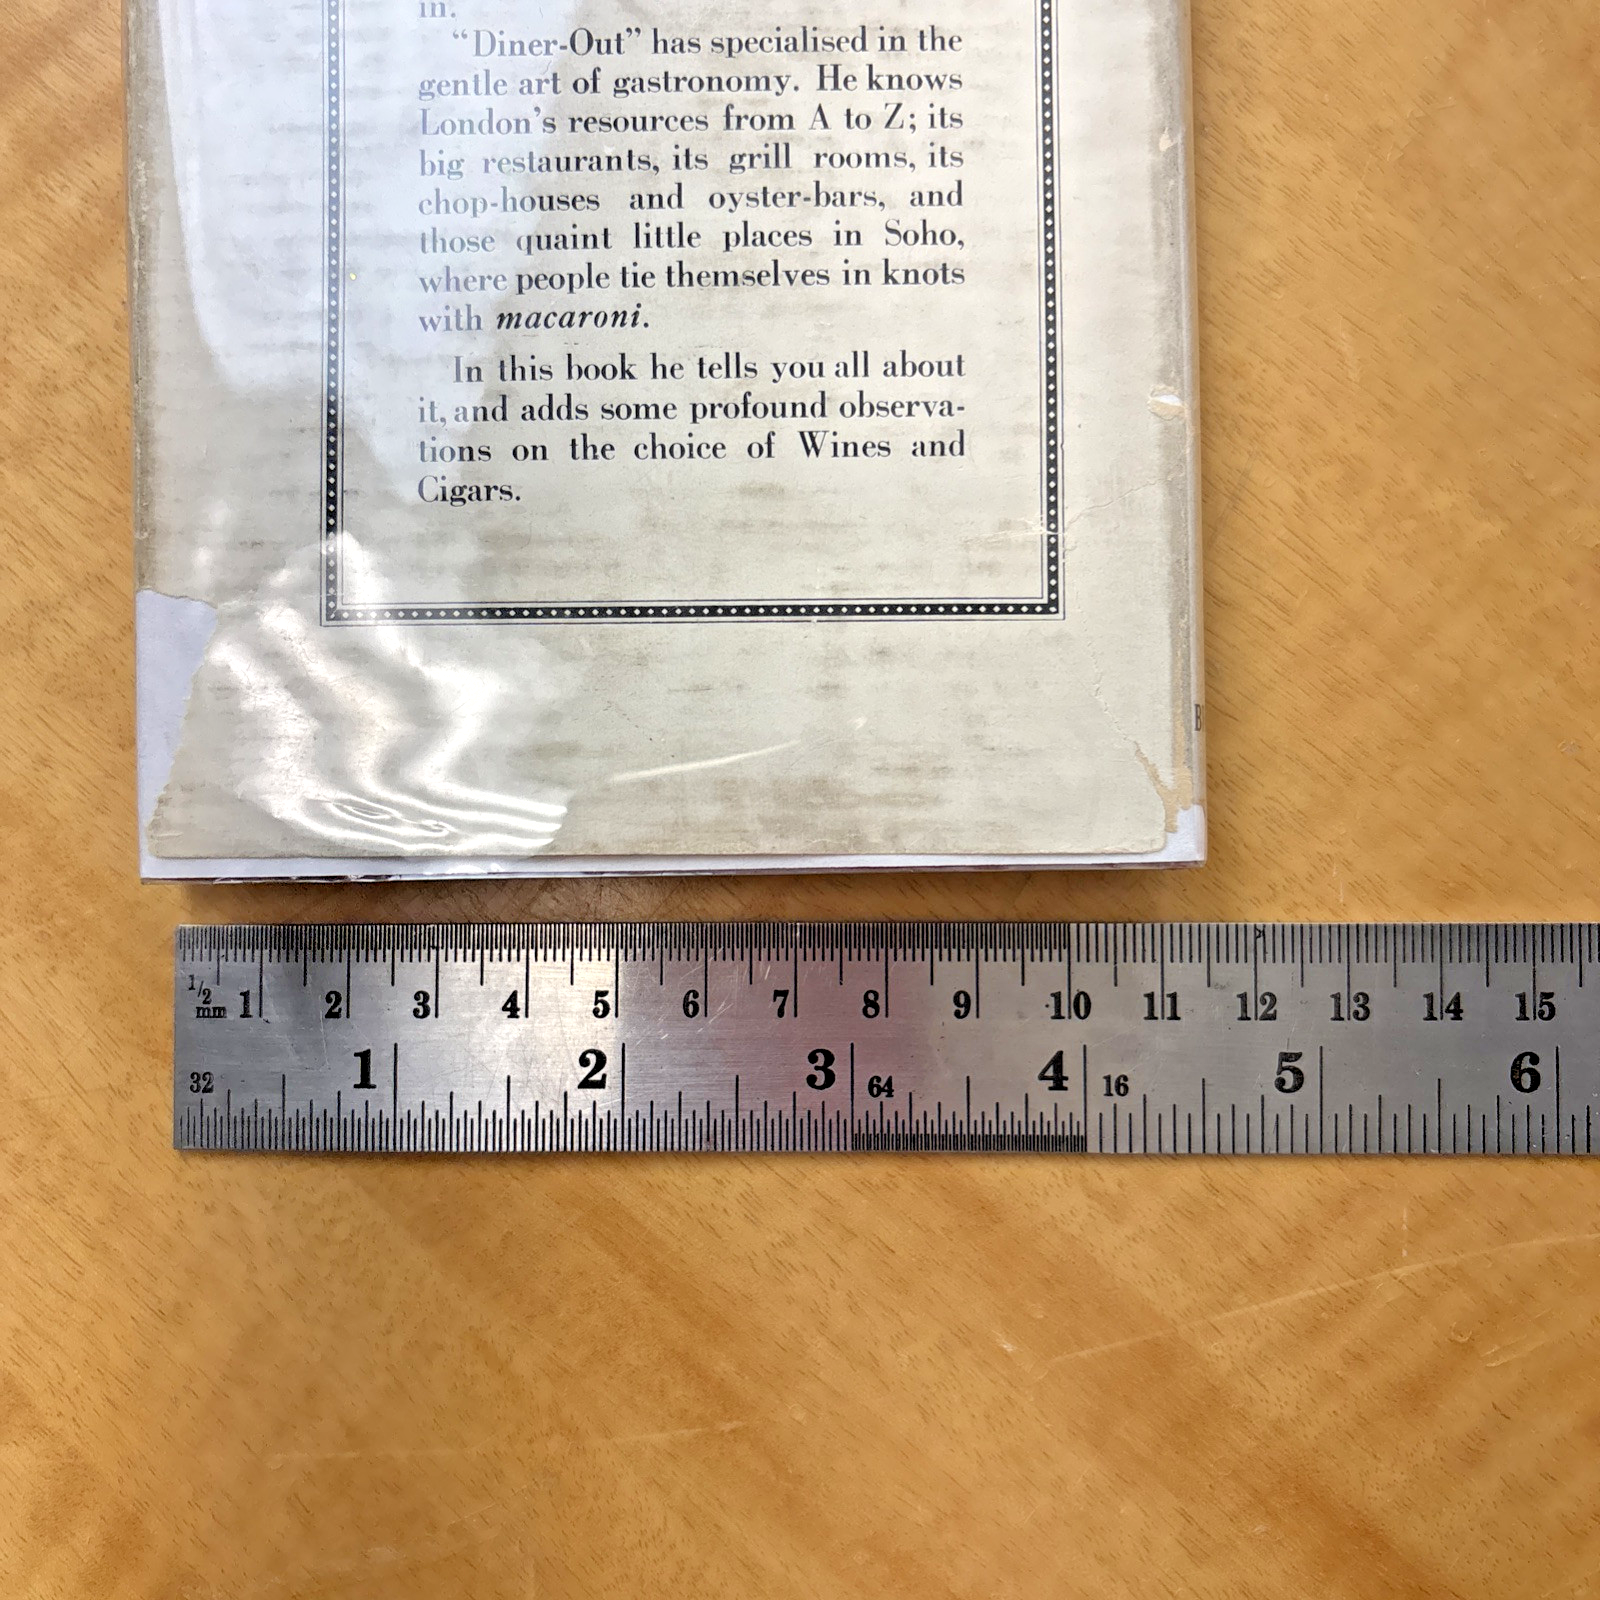 in.
“Diner-Out” has specialised in the
gentle art of gastronomy. He knows
London’s resources from A to Z; its
big restaurants, its grill rooms, its
chop-houses and oyster-bars, and
those quaint little places in Soho,
where people tie themselves in knots
with macaroni.
In this book he tells you all about
it, and adds some profound observa-
tions on the choice of Wines and
Cigars.
B
1/2 mm 1 2 3 4 5 6 7 8 9 10 11 12 13 14 15
1 2 3 4 5 6
32 64 16